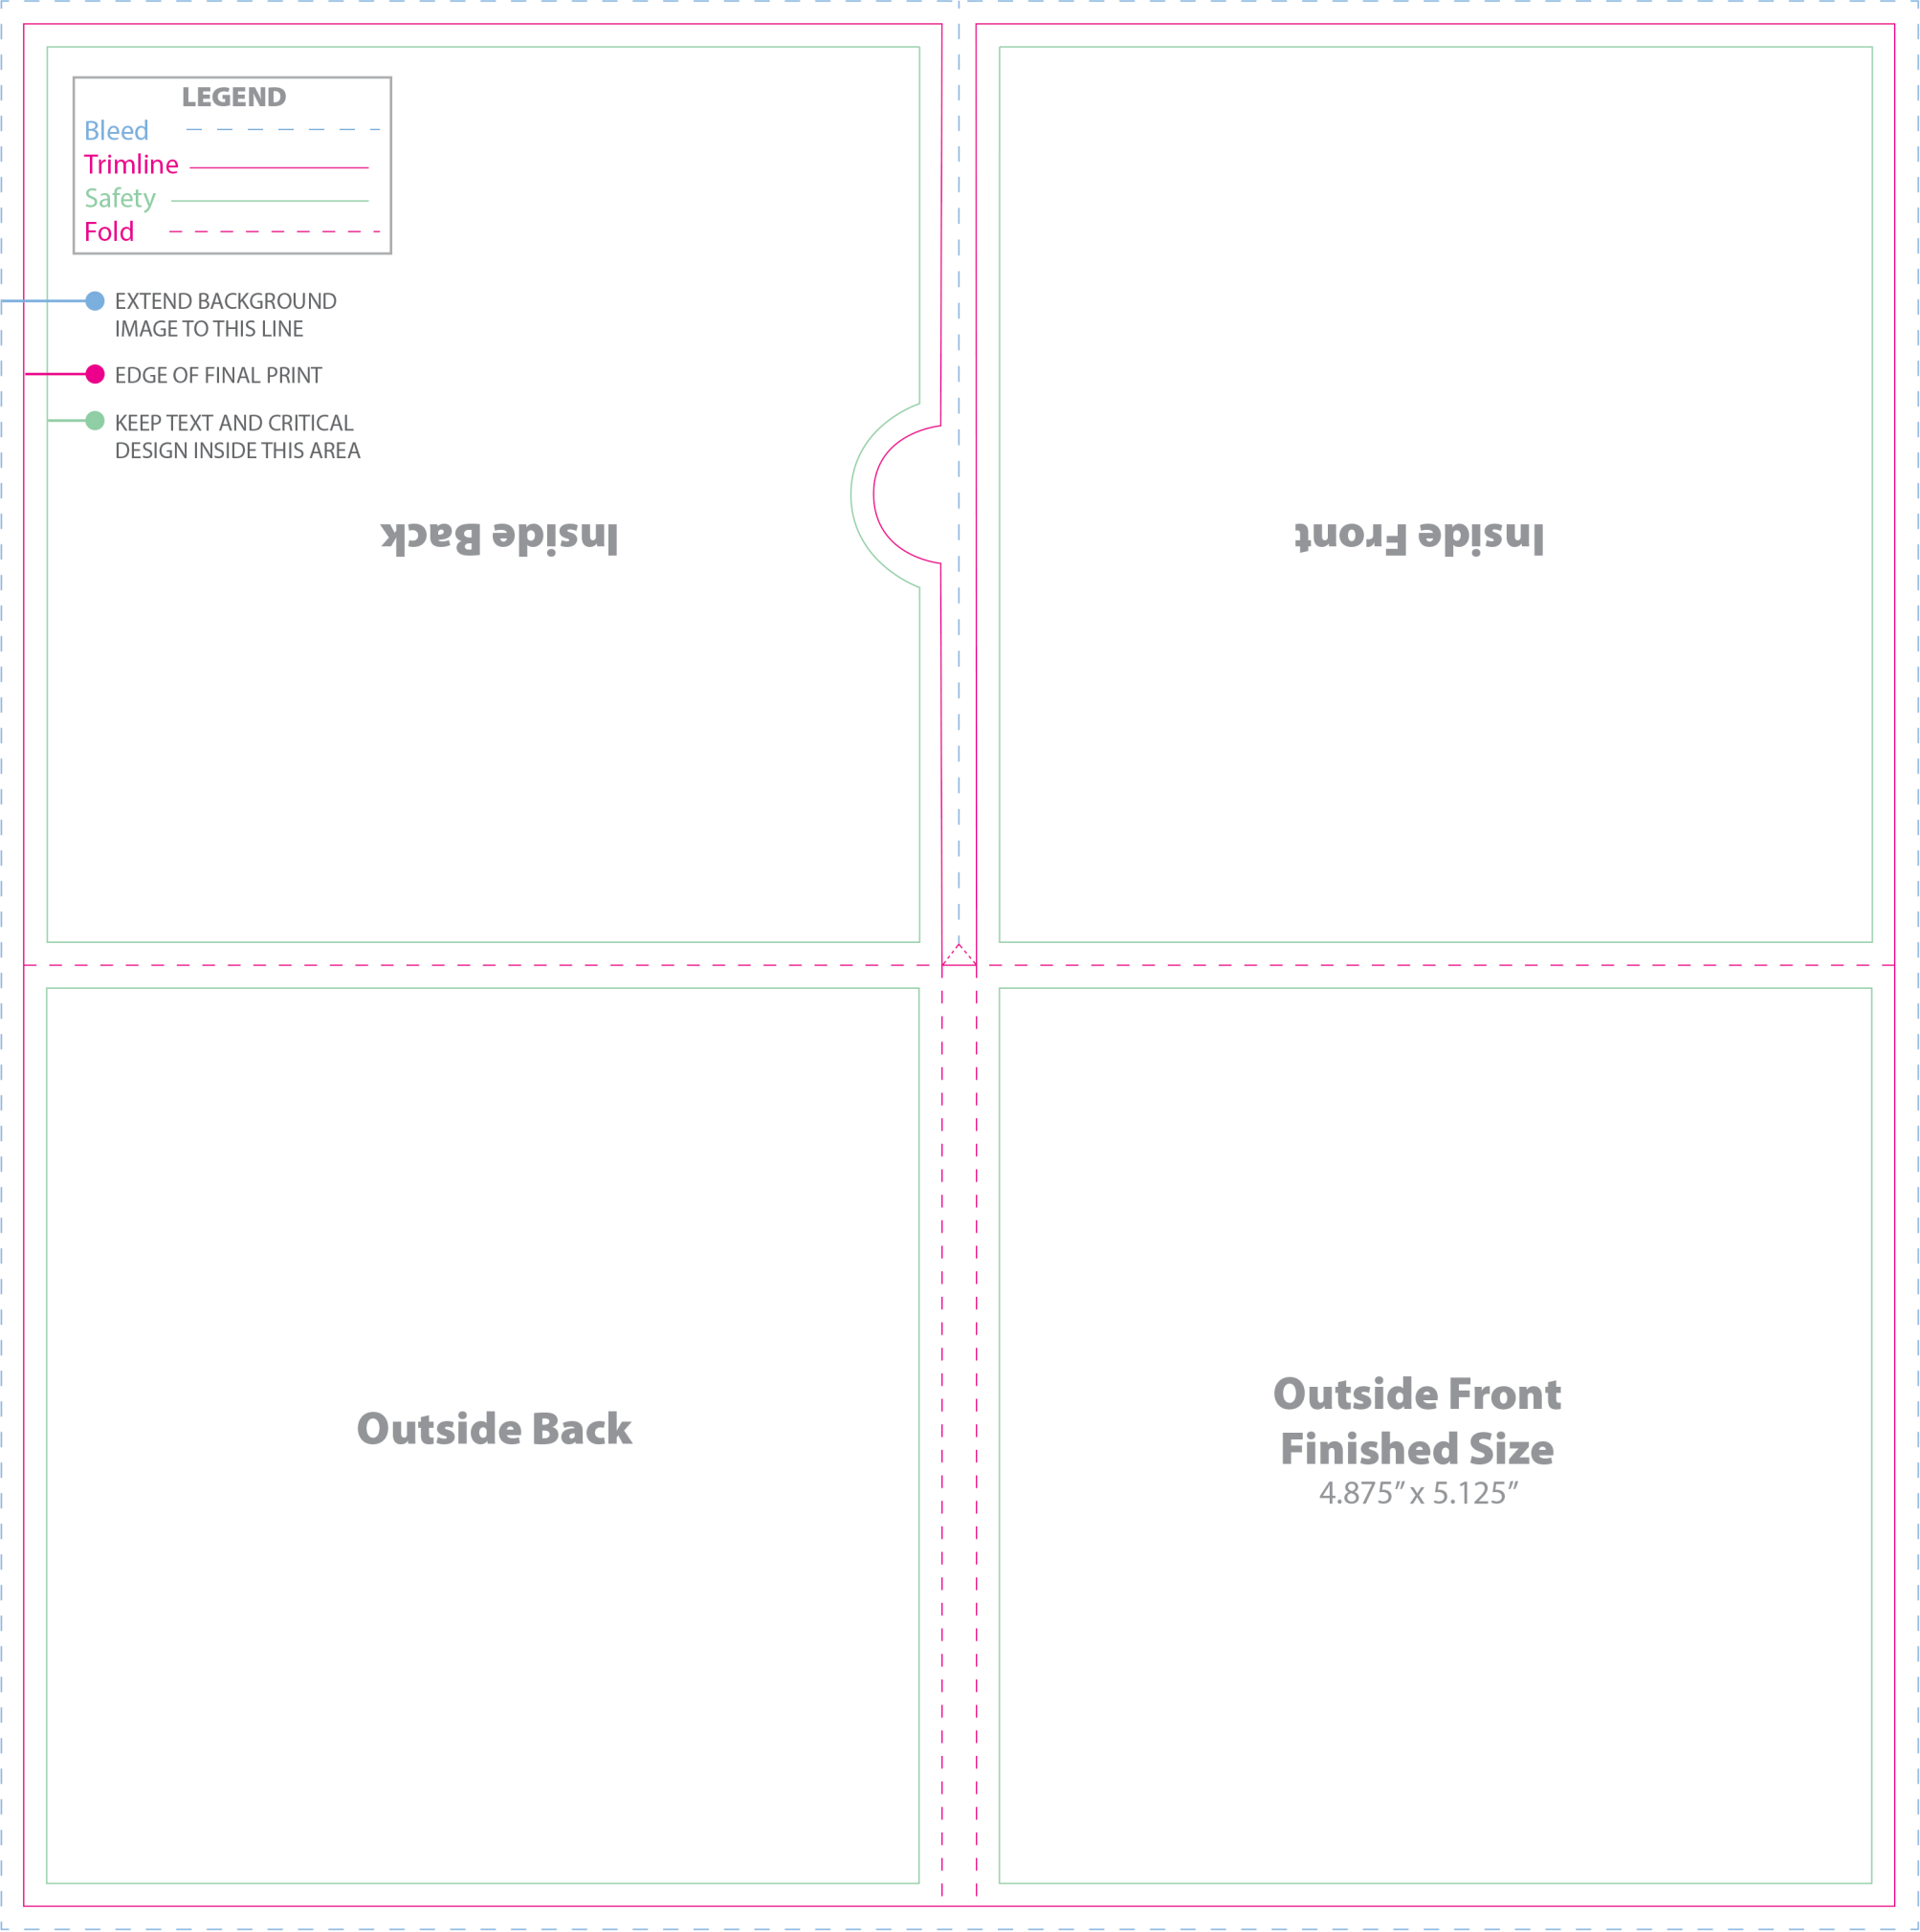 LEGEND
Bleed
Trimline
Safety
Fold
EXTEND BACKGROUND
IMAGE TO THIS LINE
EDGE OF FINAL PRINT
KEEP TEXT AND CRITICAL
DESIGN INSIDE THIS AREA
Inside Back
Inside Front
Outside Back
Outside Front
Finished Size
4.875” x 5.125”